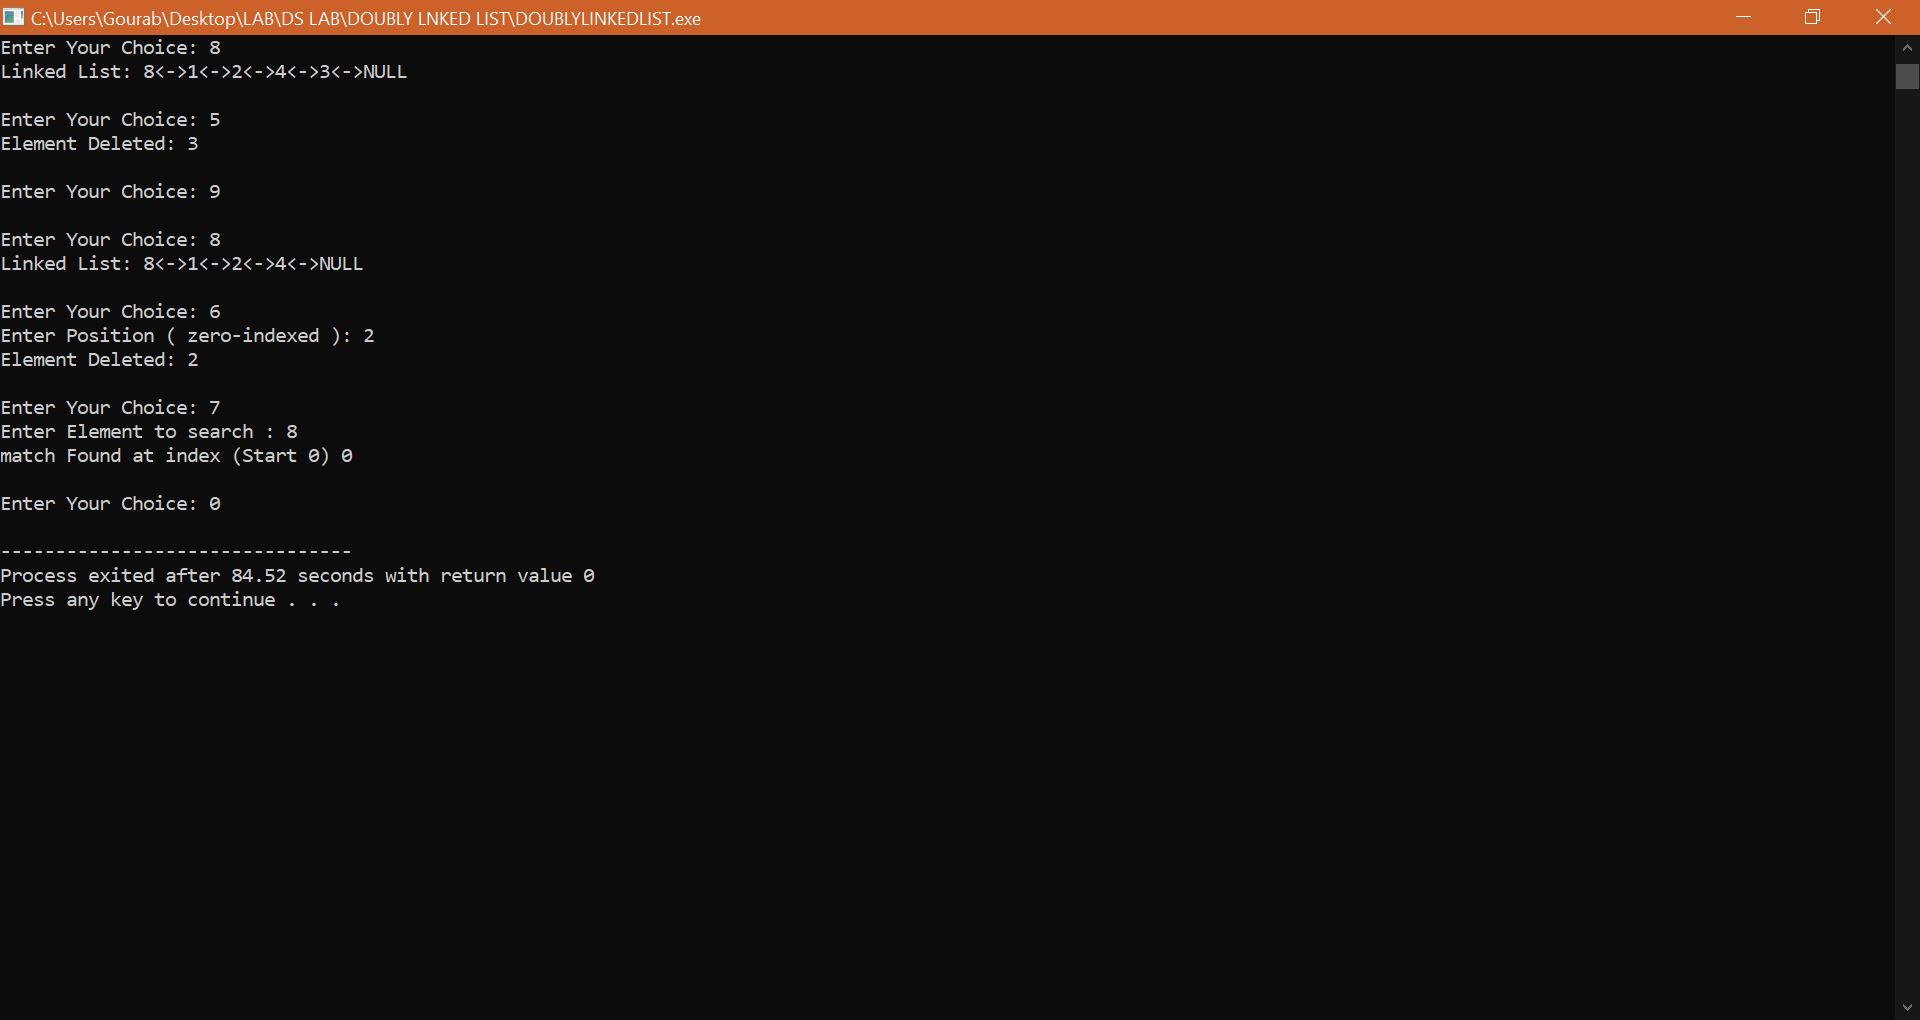 C:\Users\Gourab\Desktop\LAB\DS LAB\DOUBLY LNKED LIST\DOUBLYLINKEDLIST.exe
Enter Your Choice: 8
Linked List: 8<->1<->2<->4<->3<->NULL
Enter Your Choice: 5
Element Deleted: 3
Enter Your Choice: 9
Enter Your Choice: 8
Linked List: 8<->1<->2<->4<->NULL
Enter Your Choice: 6
Enter Position ( zero-indexed ): 2
Element Deleted: 2
Enter Your Choice: 7
Enter Element to search : 8
match Found at index (Start 0) 0
Enter Your Choice: 0
--------------------------------
Process exited after 84.52 seconds with return value 0
Press any key to continue . . .